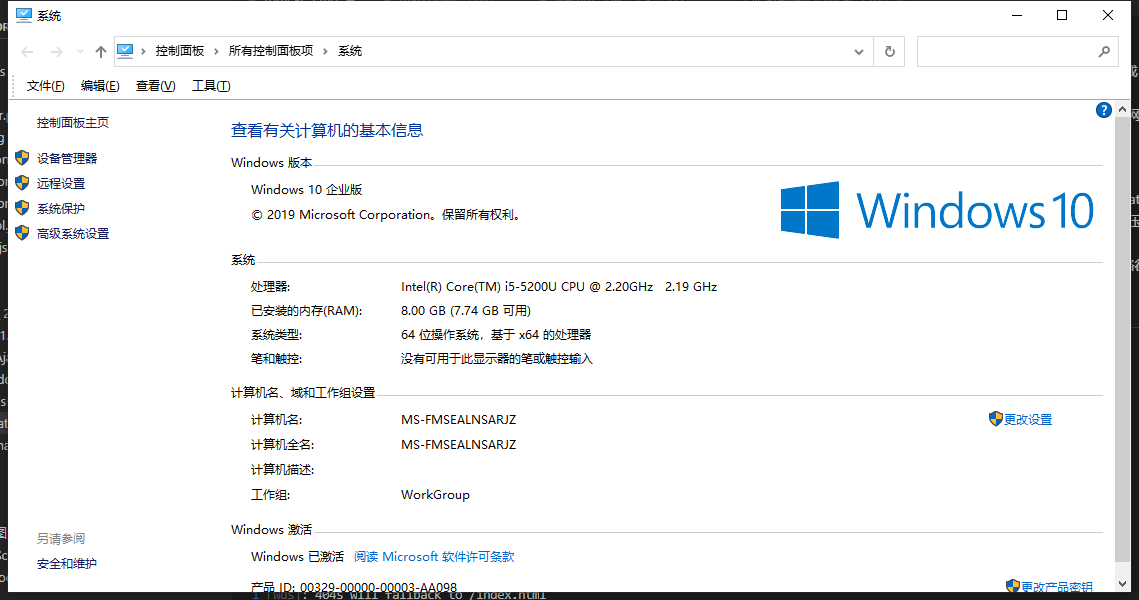 系统
控制面板 › 所有控制面板项 › 系统
文件(F) 编辑(E) 查看(V) 工具(T)
控制面板主页
设备管理器
远程设置
系统保护
高级系统设置
另请参阅
安全和维护
查看有关计算机的基本信息
Windows 版本
Windows 10 企业版
© 2019 Microsoft Corporation。保留所有权利。
Windows 10
系统
处理器: Intel(R) Core(TM) i5-5200U CPU @ 2.20GHz 2.19 GHz
已安装的内存(RAM): 8.00 GB (7.74 GB 可用)
系统类型: 64 位操作系统，基于 x64 的处理器
笔和触控: 没有可用于此显示器的笔或触控输入
计算机名、域和工作组设置
计算机名: MS-FMSEALNSARJZ 更改设置
计算机全名: MS-FMSEALNSARJZ
计算机描述:
工作组: WorkGroup
Windows 激活
Windows 已激活 阅读 Microsoft 软件许可条款
产品 ID: 00329-00000-00003-AA098 更改产品密钥
404s will fallback to /index.html